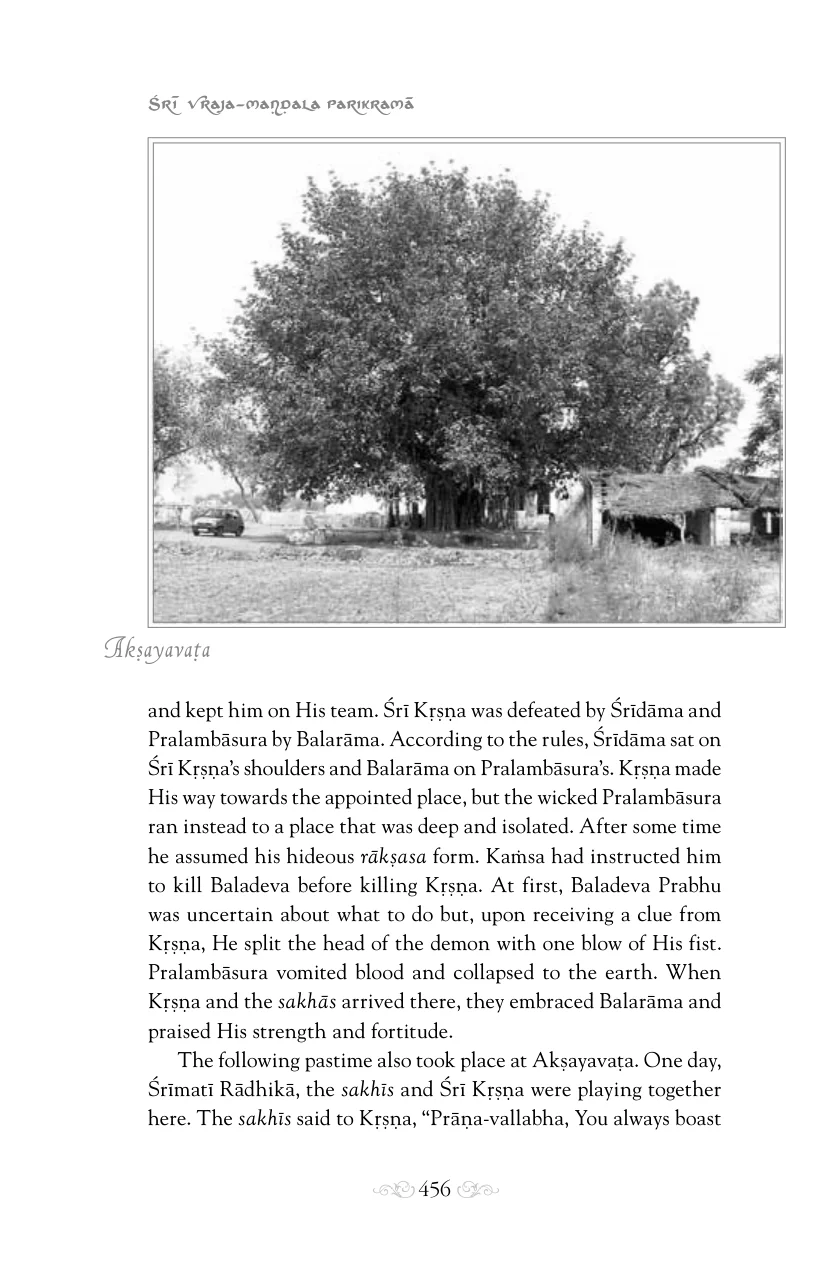 Śrī Vraja-maṇḍala Parikramā
Akṣayavaṭa
and kept him on His team. Śrī Kṛṣṇa was defeated by Śrīdāma and
Pralambāsura by Balarāma. According to the rules, Śrīdāma sat on
Śrī Kṛṣṇa’s shoulders and Balarāma on Pralambāsura’s. Kṛṣṇa made
His way towards the appointed place, but the wicked Pralambāsura
ran instead to a place that was deep and isolated. After some time
he assumed his hideous rākṣasa form. Kaṁsa had instructed him
to kill Baladeva before killing Kṛṣṇa. At first, Baladeva Prabhu
was uncertain about what to do but, upon receiving a clue from
Kṛṣṇa, He split the head of the demon with one blow of His fist.
Pralambāsura vomited blood and collapsed to the earth. When
Kṛṣṇa and the sakhās arrived there, they embraced Balarāma and
praised His strength and fortitude.
The following pastime also took place at Akṣayavaṭa. One day,
Śrīmatī Rādhikā, the sakhīs and Śrī Kṛṣṇa were playing together
here. The sakhīs said to Kṛṣṇa, “Prāṇa-vallabha, You always boast
456